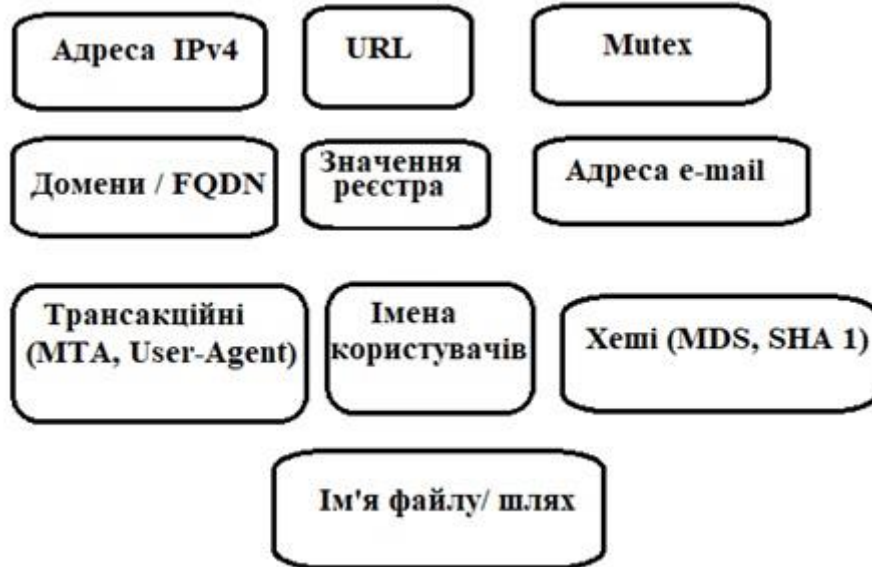 Адреса IPv4
URL
Mutex
Домени / FQDN
Значення
реєстра
Адреса e-mail
Трансакційні
(MTA, User-Agent)
Імена
користувачів
Хеші (MDS, SHA 1)
Ім'я файлу/ шлях